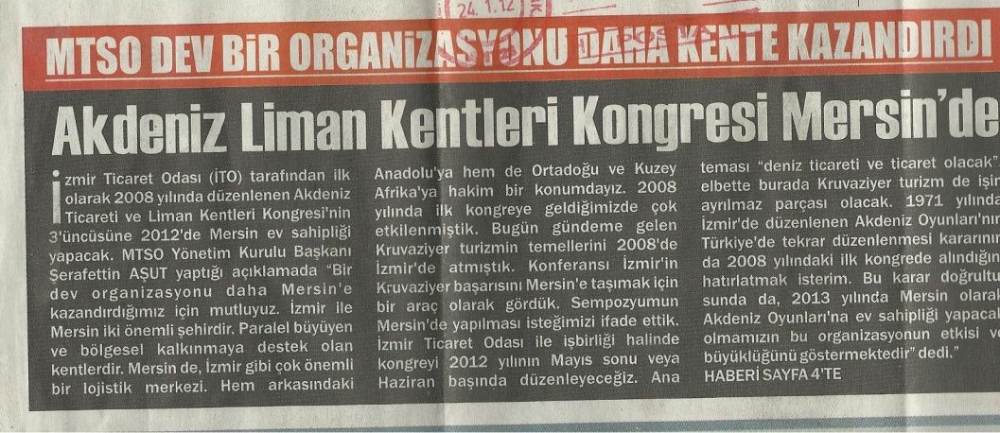 24.1.12
MTSO DEV BiR ORGANiZASYONU DAHA KENTE KAZANDIRDI
Akdeniz Liman Kentleri Kongresi Mersin'de
İzmir Ticaret Odası (İTO) tarafından ilk
olarak 2008 yılında düzenlenen Akdeniz
Ticareti ve Liman Kentleri Kongresi'nin
3'üncüsüne 2012'de Mersin ev sahipliği
yapacak. MTSO Yönetim Kurulu Başkanı
Şerafettin AŞUT yaptığı açıklamada “Bir
dev organizasyonu daha Mersin'e
kazandırdığımız için mutluyuz. İzmir ile
Mersin iki önemli şehirdir. Paralel büyüyen
ve bölgesel kalkınmaya destek olan
kentlerdir. Mersin de, İzmir gibi çok önemli
bir lojistik merkezi. Hem arkasındaki
Anadolu'ya hem de Ortadoğu ve Kuzey
Afrika'ya hakim bir konumdayız. 2008
yılında ilk kongreye geldiğimizde çok
etkilenmiştik. Bugün gündeme gelen
Kruvaziyer turizmin temellerini 2008'de
İzmir'de atmıştık. Konferansı İzmir'in
Kruvaziyer başarısını Mersin'e taşımak için
bir araç olarak gördük. Sempozyumun
Mersin'de yapılması isteğimizi ifade ettik.
İzmir Ticaret Odası ile işbirliği halinde
kongreyi 2012 yılının Mayıs sonu veya
Haziran başında düzenleyeceğiz. Ana
teması “deniz ticareti ve ticaret olacak”
elbette burada Kruvaziyer turizm de işin
ayrılmaz parçası olacak. 1971 yılında
İzmir'de düzenlenen Akdeniz Oyunları'nın
Türkiye'de tekrar düzenlenmesi kararının
da 2008 yılındaki ilk kongrede alındığın
hatırlatmak isterim. Bu karar doğrultu
sunda da, 2013 yılında Mersin olarak
Akdeniz Oyunları'na ev sahipliği yapacak
olmamızın bu organizasyonun etkisi ve
büyüklüğünü göstermektedir” dedi.”
HABERİ SAYFA 4'TE